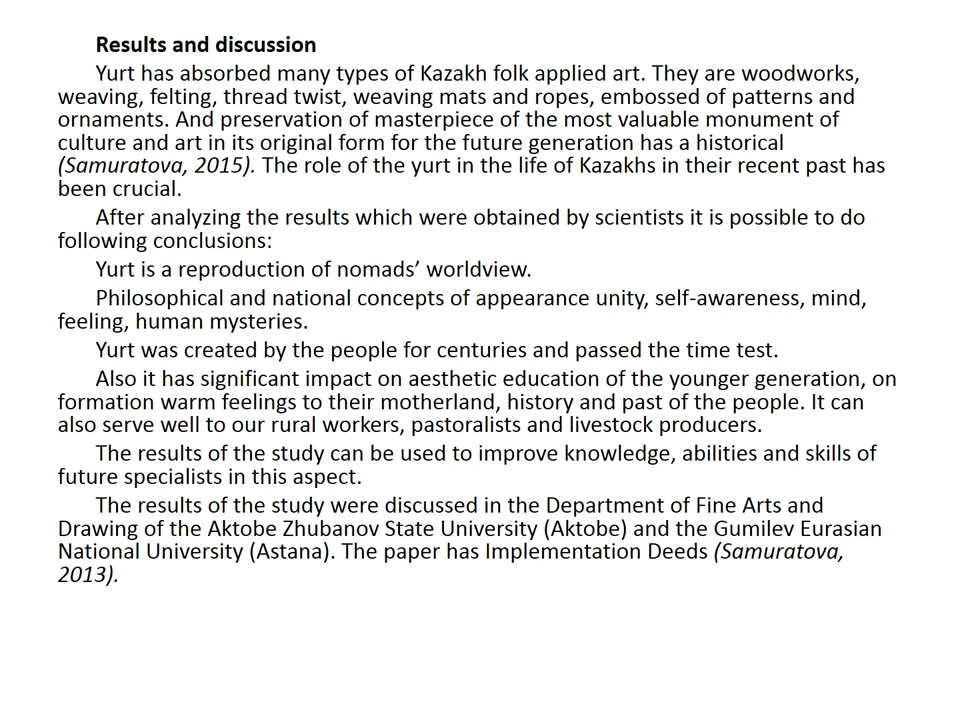 Results and discussion
Yurt has absorbed many types of Kazakh folk applied art. They are woodworks,
weaving, felting, thread twist, weaving mats and ropes, embossed of patterns and
ornaments. And preservation of masterpiece of the most valuable monument of
culture and art in its original form for the future generation has a historical
(Samuratova, 2015). The role of the yurt in the life of Kazakhs in their recent past has
been crucial.
After analyzing the results which were obtained by scientists it is possible to do
following conclusions:
Yurt is a reproduction of nomads’ worldview.
Philosophical and national concepts of appearance unity, self-awareness, mind,
feeling, human mysteries.
Yurt was created by the people for centuries and passed the time test.
Also it has significant impact on aesthetic education of the younger generation, on
formation warm feelings to their motherland, history and past of the people. It can
also serve well to our rural workers, pastoralists and livestock producers.
The results of the study can be used to improve knowledge, abilities and skills of
future specialists in this aspect.
The results of the study were discussed in the Department of Fine Arts and
Drawing of the Aktobe Zhubanov State University (Aktobe) and the Gumilev Eurasian
National University (Astana). The paper has Implementation Deeds (Samuratova,
2013).